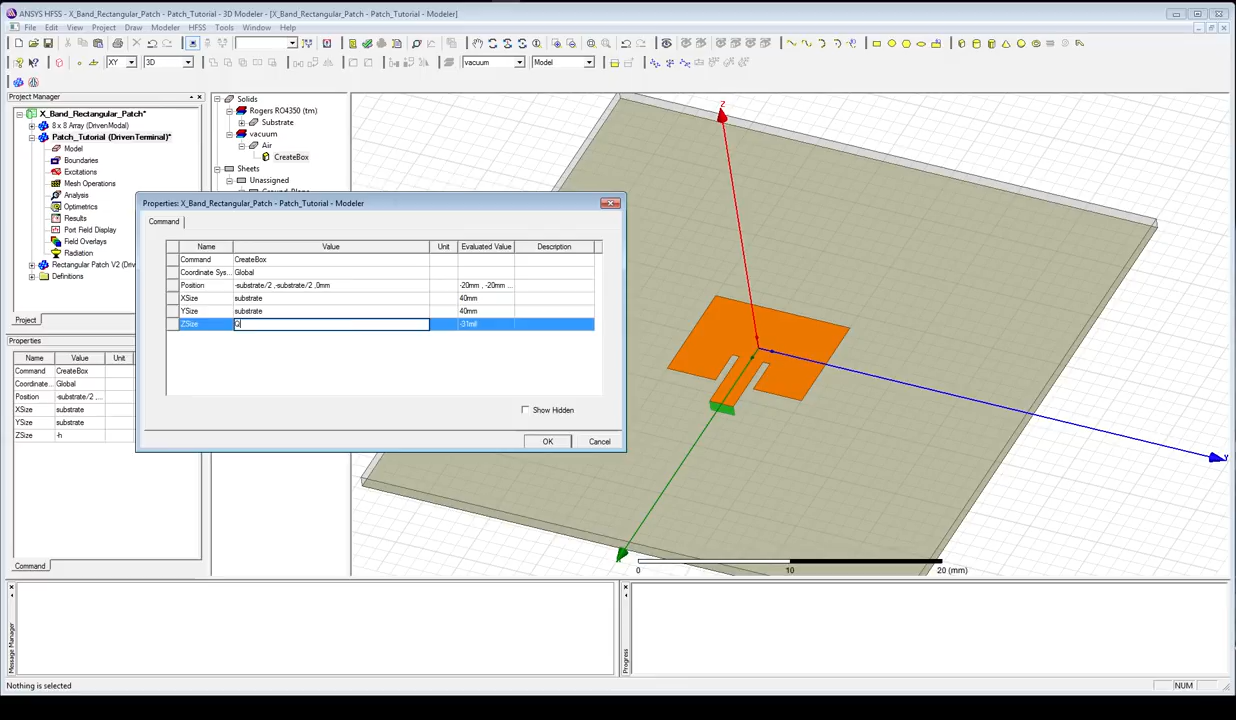 ANSYS HFSS - X_Band_Rectangular_Patch - Patch_Tutorial - 3D Modeler - [X_Band_Rectangular_Patch - Patch_Tutorial - Modeler]
File Edit View Project Draw Modeler HFSS Tools Window Help
XY 3D vacuum Model
Project Manager
X_Band_Rectangular_Patch*
8 x 8 Array (DrivenModal)
Patch_Tutorial (DrivenTerminal)*
Model
Boundaries
Excitations
Mesh Operations
Analysis
Optimetrics
Results
Port Field Display
Field Overlays
Radiation
Rectangular Patch V2 (Driv
Definitions
Project
Solids
Rogers RO4350 (tm)
Substrate
vacuum
Air
CreateBox
Sheets
Unassigned
Properties
Name Value Unit
Command CreateBox
Coordinate... Global
Position -substrate/2 ,...
XSize substrate
YSize substrate
ZSize -h
Command
Properties: X_Band_Rectangular_Patch - Patch_Tutorial - Modeler
Command
Name Value Unit Evaluated Value Description
Command CreateBox
Coordinate Sys... Global
Position -substrate/2 ,-substrate/2 ,0mm -20mm , -20mm ...
XSize substrate 40mm
YSize substrate 40mm
ZSize -31mil
Show Hidden
OK Cancel
Z
Y
0 10 20 (mm)
Message Manager
Progress
Nothing is selected
NUM